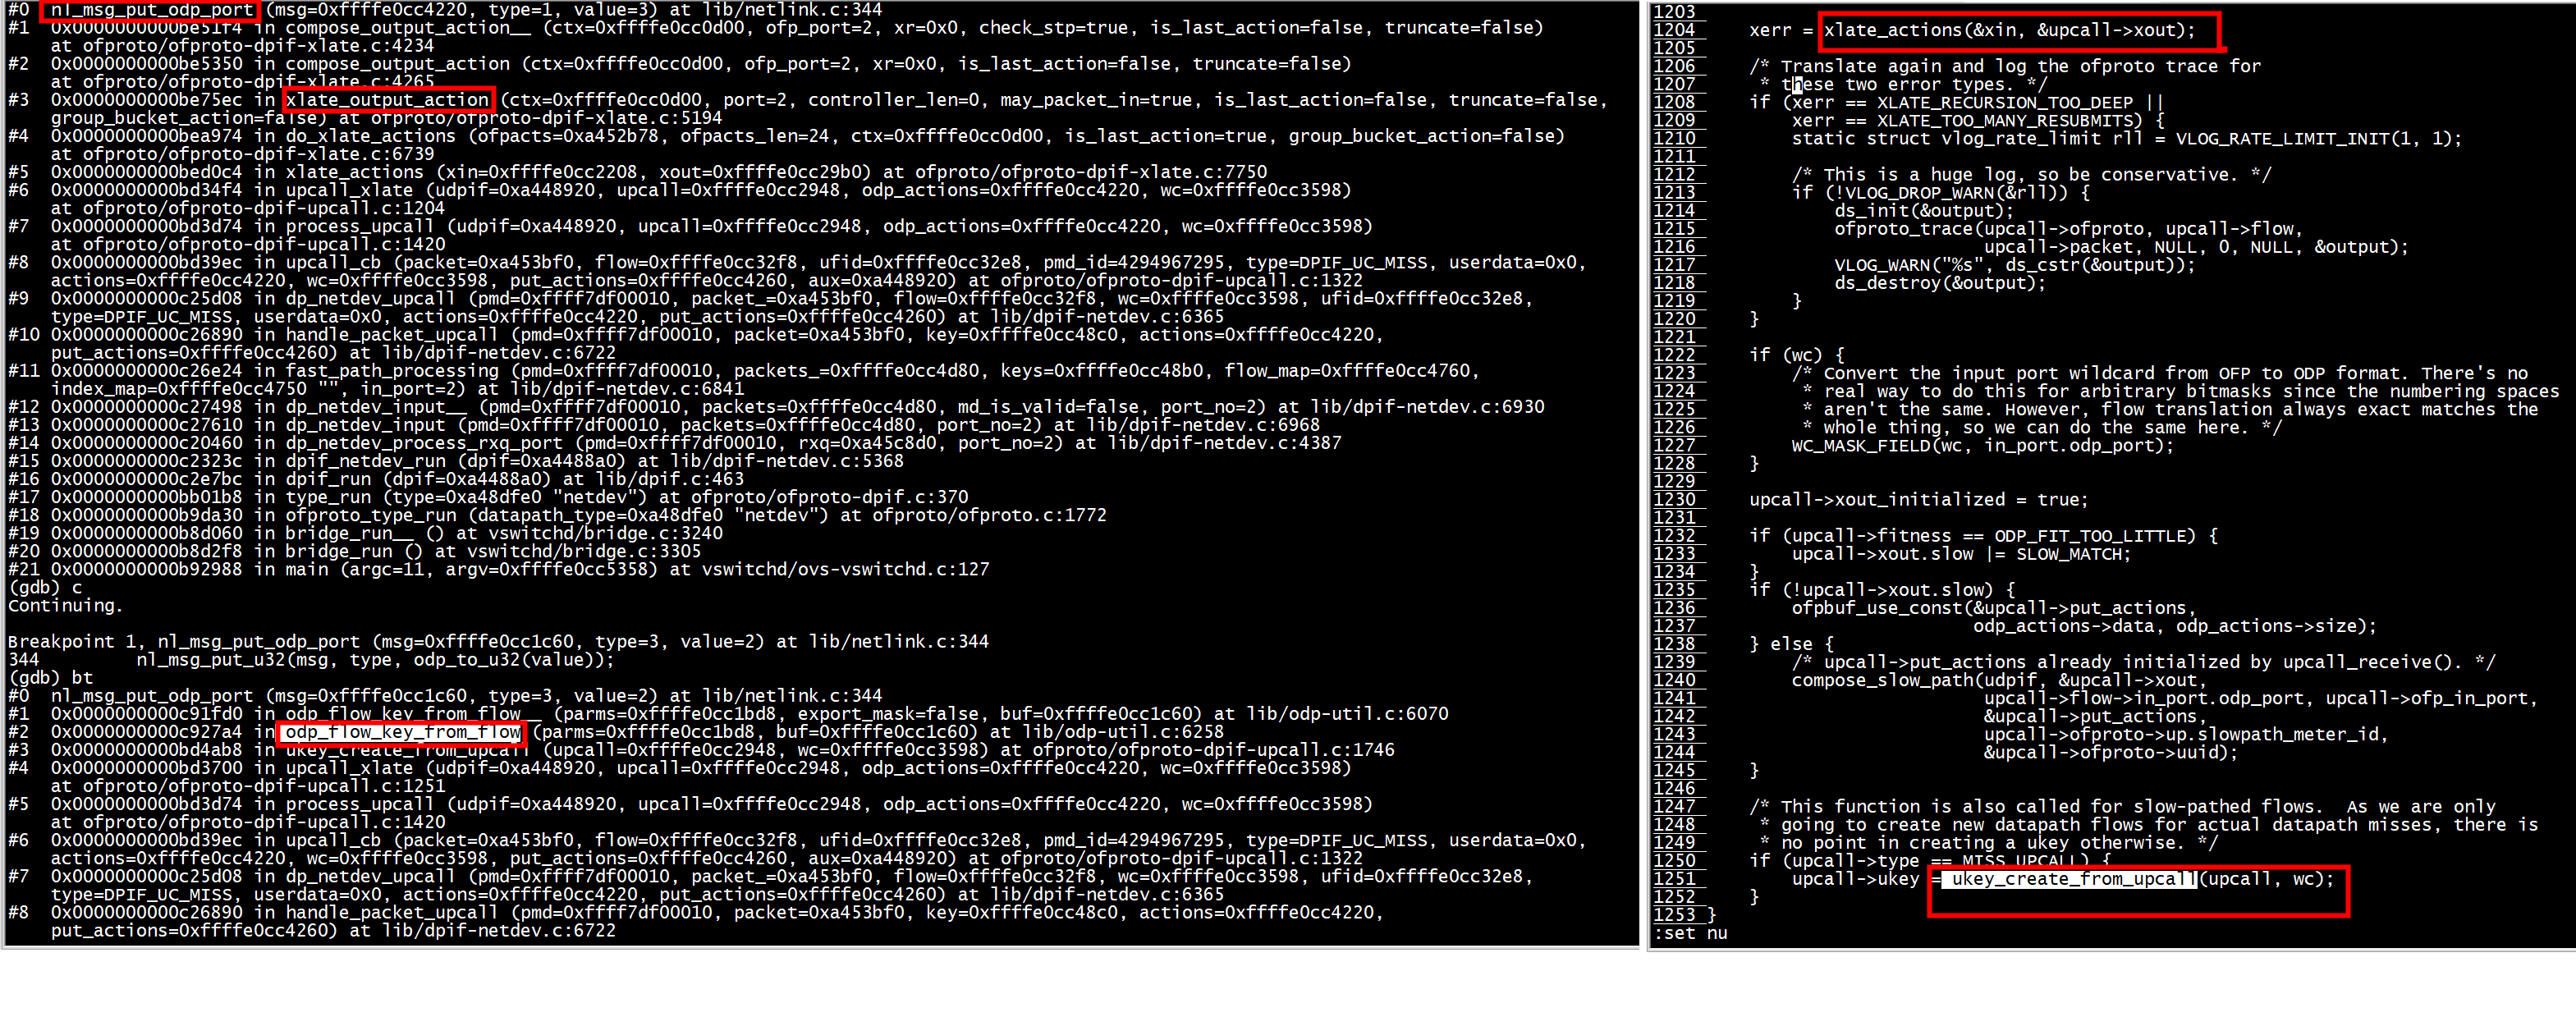 #0  nl_msg_put_odp_port (msg=0xffffe0cc4220, type=1, value=3) at lib/netlink.c:344
#1  0x0000000000be51f4 in compose_output_action__ (ctx=0xffffe0cc0d00, ofp_port=2, xr=0x0, check_stp=true, is_last_action=false, truncate=false)
    at ofproto/ofproto-dpif-xlate.c:4234
#2  0x0000000000be5350 in compose_output_action (ctx=0xffffe0cc0d00, ofp_port=2, xr=0x0, is_last_action=false, truncate=false)
    at ofproto/ofproto-dpif-xlate.c:4265
#3  0x0000000000be75ec in xlate_output_action (ctx=0xffffe0cc0d00, port=2, controller_len=0, may_packet_in=true, is_last_action=false, truncate=false,
    group_bucket_action=false) at ofproto/ofproto-dpif-xlate.c:5194
#4  0x0000000000bea974 in do_xlate_actions (ofpacts=0xa452b78, ofpacts_len=24, ctx=0xffffe0cc0d00, is_last_action=true, group_bucket_action=false)
    at ofproto/ofproto-dpif-xlate.c:6739
#5  0x0000000000bed0c4 in xlate_actions (xin=0xffffe0cc2208, xout=0xffffe0cc29b0) at ofproto/ofproto-dpif-xlate.c:7750
#6  0x0000000000bd34f4 in upcall_xlate (udpif=0xa448920, upcall=0xffffe0cc2948, odp_actions=0xffffe0cc4220, wc=0xffffe0cc3598)
    at ofproto/ofproto-dpif-upcall.c:1204
#7  0x0000000000bd3d74 in process_upcall (udpif=0xa448920, upcall=0xffffe0cc2948, odp_actions=0xffffe0cc4220, wc=0xffffe0cc3598)
    at ofproto/ofproto-dpif-upcall.c:1420
#8  0x0000000000bd39ec in upcall_cb (packet=0xa453bf0, flow=0xffffe0cc32f8, ufid=0xffffe0cc32e8, pmd_id=4294967295, type=DPIF_UC_MISS, userdata=0x0,
    actions=0xffffe0cc4220, wc=0xffffe0cc3598, put_actions=0xffffe0cc4260, aux=0xa448920) at ofproto/ofproto-dpif-upcall.c:1322
#9  0x0000000000c25d08 in dp_netdev_upcall (pmd=0xffff7df00010, packet_=0xa453bf0, flow=0xffffe0cc32f8, wc=0xffffe0cc3598, ufid=0xffffe0cc32e8,
    type=DPIF_UC_MISS, userdata=0x0, actions=0xffffe0cc4220, put_actions=0xffffe0cc4260) at lib/dpif-netdev.c:6365
#10 0x0000000000c26890 in handle_packet_upcall (pmd=0xffff7df00010, packet=0xa453bf0, key=0xffffe0cc48c0, actions=0xffffe0cc4220,
    put_actions=0xffffe0cc4260) at lib/dpif-netdev.c:6722
#11 0x0000000000c26e24 in fast_path_processing (pmd=0xffff7df00010, packets_=0xffffe0cc4d80, keys=0xffffe0cc48b0, flow_map=0xffffe0cc4760,
    index_map=0xffffe0cc4750 "", in_port=2) at lib/dpif-netdev.c:6841
#12 0x0000000000c27498 in dp_netdev_input__ (pmd=0xffff7df00010, packets=0xffffe0cc4d80, md_is_valid=false, port_no=2) at lib/dpif-netdev.c:6930
#13 0x0000000000c27610 in dp_netdev_input (pmd=0xffff7df00010, packets=0xffffe0cc4d80, port_no=2) at lib/dpif-netdev.c:6968
#14 0x0000000000c20460 in dp_netdev_process_rxq_port (pmd=0xffff7df00010, rxq=0xa45c8d0, port_no=2) at lib/dpif-netdev.c:4387
#15 0x0000000000c2323c in dpif_netdev_run (dpif=0xa4488a0) at lib/dpif-netdev.c:5368
#16 0x0000000000c2e7bc in dpif_run (dpif=0xa4488a0) at lib/dpif.c:463
#17 0x0000000000bb01b8 in type_run (type=0xa48dfe0 "netdev") at ofproto/ofproto-dpif.c:370
#18 0x0000000000b9da30 in ofproto_type_run (datapath_type=0xa48dfe0 "netdev") at ofproto/ofproto.c:1772
#19 0x0000000000b8d060 in bridge_run__ () at vswitchd/bridge.c:3240
#20 0x0000000000b8d2f8 in bridge_run () at vswitchd/bridge.c:3305
#21 0x0000000000b92988 in main (argc=11, argv=0xffffe0cc5358) at vswitchd/ovs-vswitchd.c:127
(gdb) c
Continuing.
Breakpoint 1, nl_msg_put_odp_port (msg=0xffffe0cc1c60, type=3, value=2) at lib/netlink.c:344
344         nl_msg_put_u32(msg, type, odp_to_u32(value));
(gdb) bt
#0  nl_msg_put_odp_port (msg=0xffffe0cc1c60, type=3, value=2) at lib/netlink.c:344
#1  0x0000000000c91fd0 in odp_flow_key_from_flow__ (parms=0xffffe0cc1bd8, export_mask=false, buf=0xffffe0cc1c60) at lib/odp-util.c:6070
#2  0x0000000000c927a4 in odp_flow_key_from_flow (parms=0xffffe0cc1bd8, buf=0xffffe0cc1c60) at lib/odp-util.c:6258
#3  0x0000000000bd4ab8 in ukey_create_from_upcall (upcall=0xffffe0cc2948, wc=0xffffe0cc3598) at ofproto/ofproto-dpif-upcall.c:1746
#4  0x0000000000bd3700 in upcall_xlate (udpif=0xa448920, upcall=0xffffe0cc2948, odp_actions=0xffffe0cc4220, wc=0xffffe0cc3598)
    at ofproto/ofproto-dpif-upcall.c:1251
#5  0x0000000000bd3d74 in process_upcall (udpif=0xa448920, upcall=0xffffe0cc2948, odp_actions=0xffffe0cc4220, wc=0xffffe0cc3598)
    at ofproto/ofproto-dpif-upcall.c:1420
#6  0x0000000000bd39ec in upcall_cb (packet=0xa453bf0, flow=0xffffe0cc32f8, ufid=0xffffe0cc32e8, pmd_id=4294967295, type=DPIF_UC_MISS, userdata=0x0,
    actions=0xffffe0cc4220, wc=0xffffe0cc3598, put_actions=0xffffe0cc4260, aux=0xa448920) at ofproto/ofproto-dpif-upcall.c:1322
#7  0x0000000000c25d08 in dp_netdev_upcall (pmd=0xffff7df00010, packet_=0xa453bf0, flow=0xffffe0cc32f8, wc=0xffffe0cc3598, ufid=0xffffe0cc32e8,
    type=DPIF_UC_MISS, userdata=0x0, actions=0xffffe0cc4220, put_actions=0xffffe0cc4260) at lib/dpif-netdev.c:6365
#8  0x0000000000c26890 in handle_packet_upcall (pmd=0xffff7df00010, packet=0xa453bf0, key=0xffffe0cc48c0, actions=0xffffe0cc4220,
    put_actions=0xffffe0cc4260) at lib/dpif-netdev.c:6722
1203
1204     xerr = xlate_actions(&xin, &upcall->xout);
1205
1206     /* Translate again and log the ofproto trace for
1207      * these two error types. */
1208     if (xerr == XLATE_RECURSION_TOO_DEEP ||
1209         xerr == XLATE_TOO_MANY_RESUBMITS) {
1210         static struct vlog_rate_limit rll = VLOG_RATE_LIMIT_INIT(1, 1);
1211
1212         /* This is a huge log, so be conservative. */
1213         if (!VLOG_DROP_WARN(&rll)) {
1214             ds_init(&output);
1215             ofproto_trace(upcall->ofproto, upcall->flow,
1216                           upcall->packet, NULL, 0, NULL, &output);
1217             VLOG_WARN("%s", ds_cstr(&output));
1218             ds_destroy(&output);
1219         }
1220     }
1221
1222     if (wc) {
1223         /* Convert the input port wildcard from OFP to ODP format. There's no
1224          * real way to do this for arbitrary bitmasks since the numbering spaces
1225          * aren't the same. However, flow translation always exact matches the
1226          * whole thing, so we can do the same here. */
1227         WC_MASK_FIELD(wc, in_port.odp_port);
1228     }
1229
1230     upcall->xout_initialized = true;
1231
1232     if (upcall->fitness == ODP_FIT_TOO_LITTLE) {
1233         upcall->xout.slow |= SLOW_MATCH;
1234     }
1235     if (!upcall->xout.slow) {
1236         ofpbuf_use_const(&upcall->put_actions,
1237                          odp_actions->data, odp_actions->size);
1238     } else {
1239         /* upcall->put_actions already initialized by upcall_receive(). */
1240         compose_slow_path(udpif, &upcall->xout,
1241                           upcall->flow->in_port.odp_port, upcall->ofp_in_port,
1242                           &upcall->put_actions,
1243                           upcall->ofproto->up.slowpath_meter_id,
1244                           &upcall->ofproto->uuid);
1245     }
1246
1247     /* This function is also called for slow-pathed flows.  As we are only
1248      * going to create new datapath flows for actual datapath misses, there is
1249      * no point in creating a ukey otherwise. */
1250     if (upcall->type == MISS_UPCALL) {
1251         upcall->ukey = ukey_create_from_upcall(upcall, wc);
1252     }
1253 }
:set nu